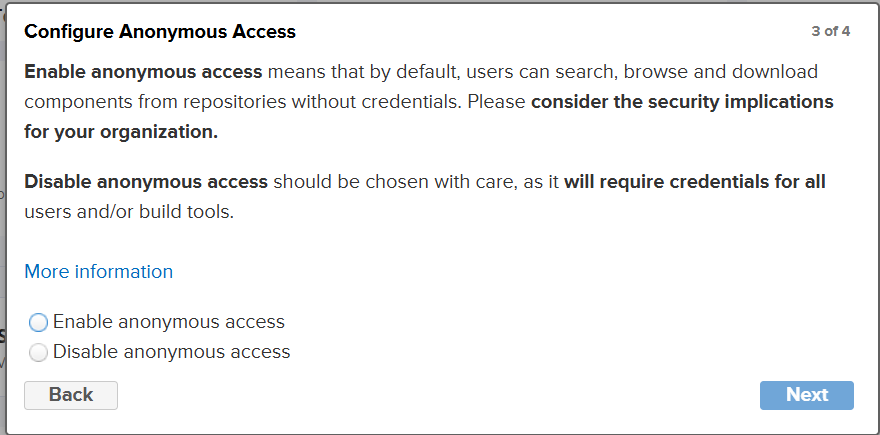 Configure Anonymous Access
3 of 4
Enable anonymous access means that by default, users can search, browse and download
components from repositories without credentials. Please consider the security implications
for your organization.
Disable anonymous access should be chosen with care, as it will require credentials for all
users and/or build tools.
More information
Enable anonymous access
Disable anonymous access
Back
Next